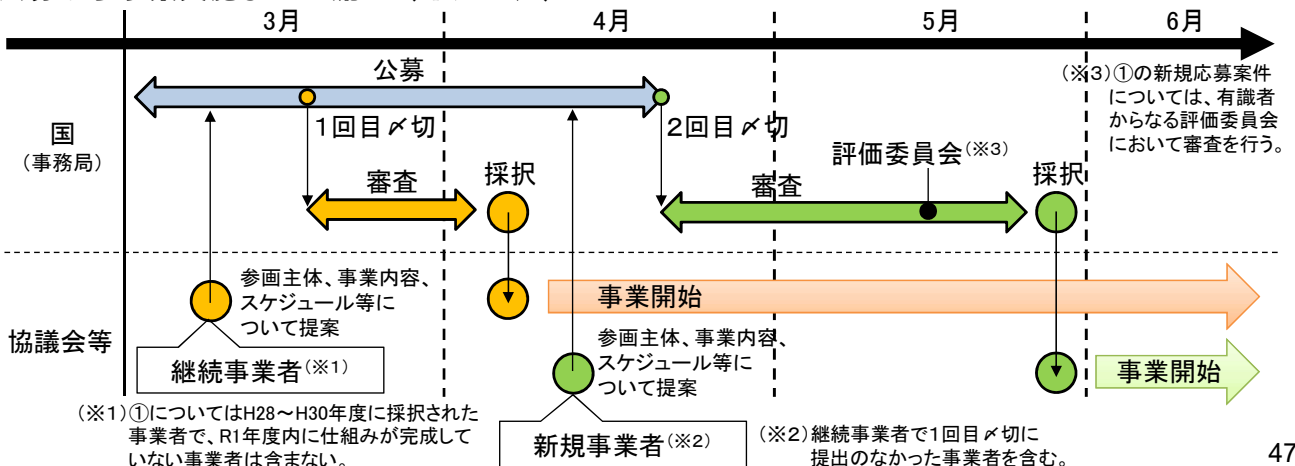 3月
4月
5月
6月
公募
1回目〆切
2回目〆切
国
(事務局)
審査
採択
評価委員会(※3)
審査
採択
(※3)①の新規応募案件
については、有識者
からなる評価委員会
において審査を行う。
協議会等
参画主体、事業内容、
スケジュール等に
ついて提案
継続事業者(※1)
事業開始
参画主体、事業内容、
スケジュール等に
ついて提案
新規事業者(※2)
事業開始
(※1)①についてはH28～H30年度に採択された
事業者で、R1年度内に仕組みが完成して
いない事業者は含まない。
(※2)継続事業者で1回目〆切に
提出のなかった事業者を含む。
47